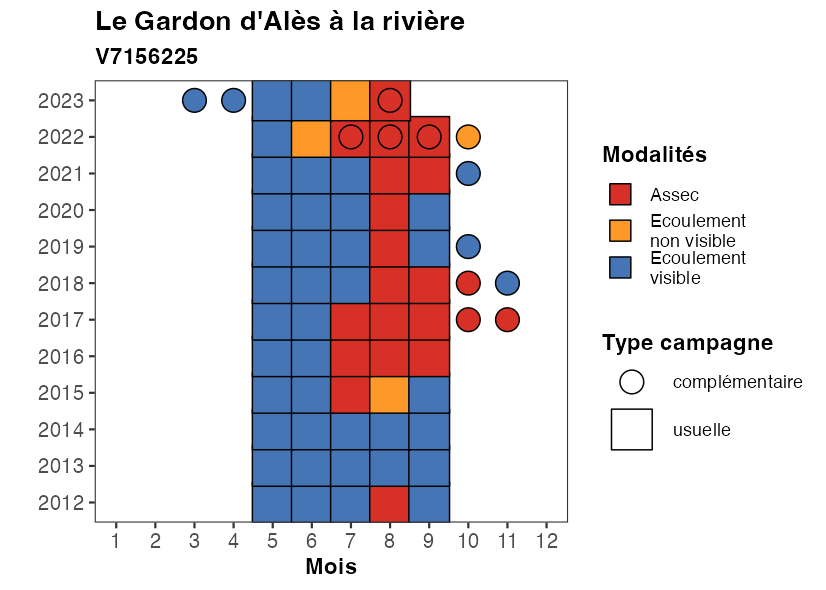 Le Gardon d'Alès à la rivière
V7156225
2023
2022
2021
2020
2019
2018
2017
2016
2015
2014
2013
2012
1 2 3 4 5 6 7 8 9 10 11 12
Mois
Modalités
Assec
Ecoulement
non visible
Ecoulement
visible
Type campagne
complémentaire
usuelle